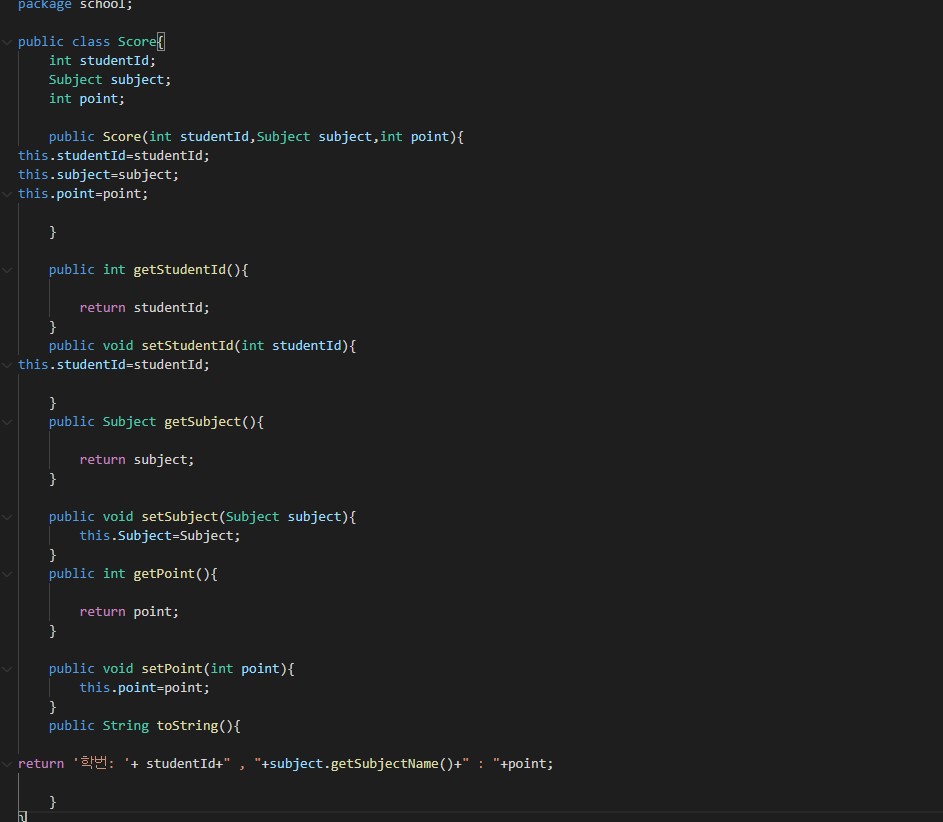 package school;
public class Score{
int studentId;
Subject subject;
int point;
public Score(int studentId,Subject subject,int point){
this.studentId=studentId;
this.subject=subject;
this.point=point;
}
public int getStudentId(){
return studentId;
}
public void setStudentId(int studentId){
this.studentId=studentId;
}
public Subject getSubject(){
return subject;
}
public void setSubject(Subject subject){
this.Subject=Subject;
}
public int getPoint(){
return point;
}
public void setPoint(int point){
this.point=point;
}
public String toString(){
return '학번: '+ studentId+" , "+subject.getSubjectName()+" : "+point;
}
}